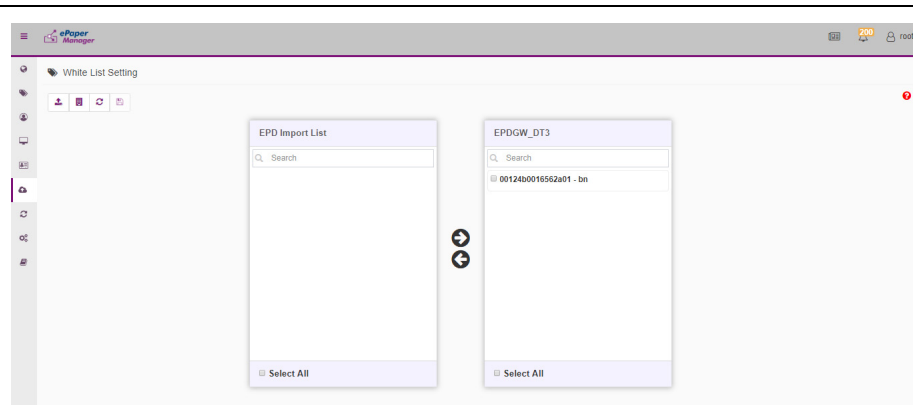 ePaper
Manager
200
root
White List Setting
EPD Import List
EPDGW_DT3
Search
Search
00124b0016562a01 - bn
Select All
Select All